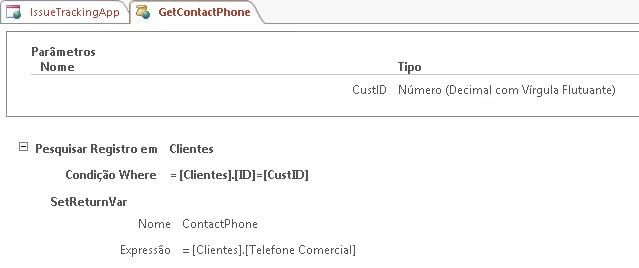 IssueTrackingApp GetContactPhone
Parâmetros
Nome Tipo
CustID Número (Decimal com Vírgula Flutuante)
Pesquisar Registro em Clientes
Condição Where = [Clientes].[ID]=[CustID]
SetReturnVar
Nome ContactPhone
Expressão = [Clientes].[Telefone Comercial]